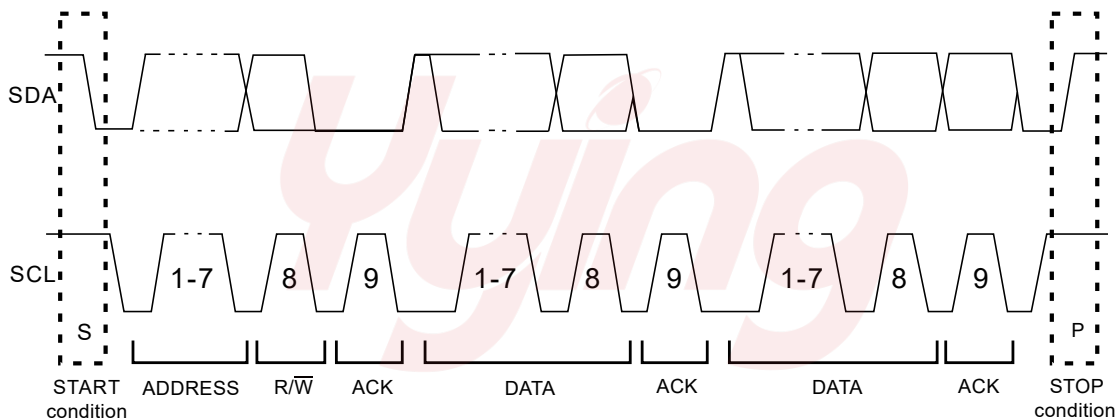 SDA
SCL
1-7 8 9 1-7 8 9 1-7 8 9
S P
START condition ADDRESS R/W̅ ACK DATA ACK DATA ACK STOP condition
Yying